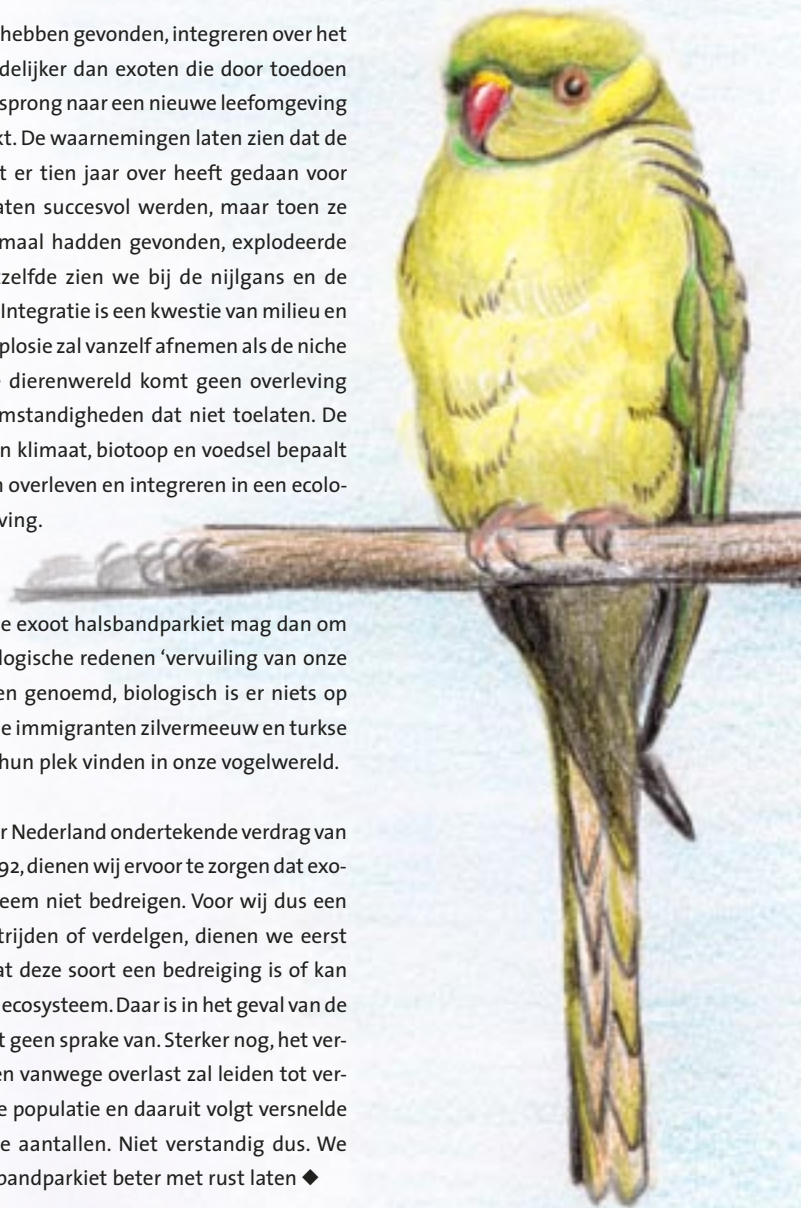 hebben gevonden, integreren over het
delijker dan exoten die door toedoen
sprong naar een nieuwe leefomgeving
kt. De waarnemingen laten zien dat de
t er tien jaar over heeft gedaan voor
aten succesvol werden, maar toen ze
maal hadden gevonden, explodeerde
zelfde zien we bij de nijlgans en de
Integratie is een kwestie van milieu en
plosie zal vanzelf afnemen als de niche
e dierenwereld komt geen overleving
mstandigheden dat niet toelaten. De
n klimaat, biotoop en voedsel bepaalt
n overleven en integreren in een ecolo-
ving.
e exoot halsbandparkiet mag dan om
logische redenen ‘vervuiling van onze
en genoemd, biologisch is er niets op
e immigranten zilvermeeuw en turkse
hun plek vinden in onze vogelwereld.
r Nederland ondertekende verdrag van
92, dienen wij ervoor te zorgen dat exo-
eem niet bedreigen. Voor wij dus een
trijden of verdelgen, dienen we eerst
at deze soort een bedreiging is of kan
ecosysteem. Daar is in het geval van de
t geen sprake van. Sterker nog, het ver-
en vanwege overlast zal leiden tot ver-
e populatie en daaruit volgt versnelde
e aantallen. Niet verstandig dus. We
bandparkiet beter met rust laten ◆